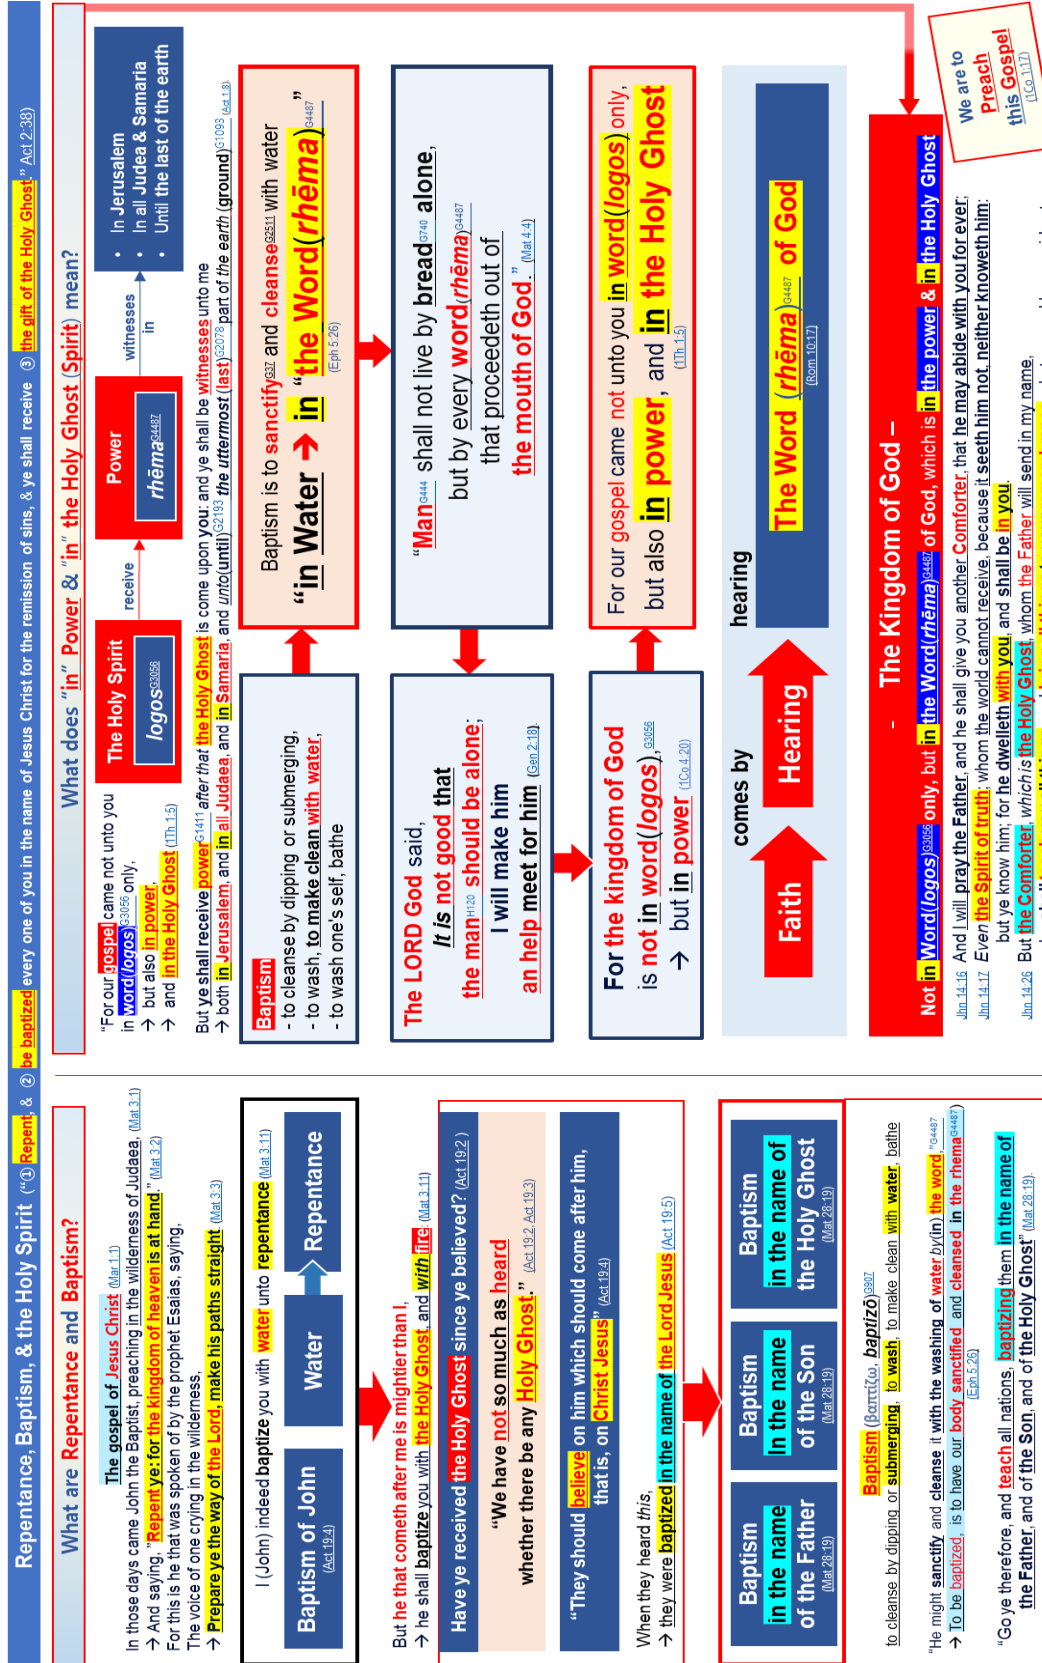 Repentance, Baptism, & the Holy Spirit (“① Repent, & ② be baptized every one of you in the name of Jesus Christ for the remission of sins, & ye shall receive ③ the gift of the Holy Ghost.” Act 2:38)
What are Repentance and Baptism?
The gospel of Jesus Christ (Mar 1:1)
In those days came John the Baptist, preaching in the wilderness of Judaea, (Mat 3:1)
→ And saying, "Repent ye: for the kingdom of heaven is at hand." (Mat 3:2)
For this is he that was spoken of by the prophet Esaias, saying,
The voice of one crying in the wilderness,
→ Prepare ye the way of the Lord, make his paths straight (Mat 3:3)
I (John) indeed baptize you with water unto repentance (Mat 3:11)
Baptism of John
(Act 19:4)
Water
Repentance
But he that cometh after me is mightier than I,
→ he shall baptize you with the Holy Ghost, and with fire: (Mat 3:11)
Have ye received the Holy Ghost since ye believed? (Act 19:2)
“We have not so much as heard
whether there be any Holy Ghost.” (Act 19:2, Act 19:3)
“They should believe on him which should come after him,
that is, on Christ Jesus” (Act 19:4)
When they heard this,
→ they were baptized in the name of the Lord Jesus (Act 19:5)
Baptism
in the name
of the Father
(Mat 28:19)
Baptism
in the name
of the Son
(Mat 28:19)
Baptism
in the name of
the Holy Ghost
(Mat 28:19)
Baptism (βαπτίζω, baptizō)G907
to cleanse by dipping or submerging, to wash, to make clean with water, bathe
“He might sanctify and cleanse it with the washing of water by(in) the word,”G4487
→ To be baptized, is to have our body sanctified and cleansed in the rhemaG4487)
(Eph 5:26)
“Go ye therefore, and teach all nations, baptizing them in the name of
the Father, and of the Son, and of the Holy Ghost” (Mat 28:19).
What does “in” Power & “in” the Holy Ghost (Spirit) mean?
“For our gospel came not unto you
in word(logos)G3056 only,
→ but also in power,
→ and in the Holy Ghost (1Th 1:5)
The Holy Spirit
logosG3056
receive
Power
rhēmaG4487
witnesses
in
• In Jerusalem
• In all Judea & Samaria
• Until the last of the earth
But ye shall receive powerG1411 after that the Holy Ghost is come upon you: and ye shall be witnesses unto me
→ both in Jerusalem, and in all Judaea, and in Samaria, and unto(until)G2193 the uttermost (last)G2078 part of the earth (ground)G1093 (Act 1:8).
Baptism
- to cleanse by dipping or submerging,
- to wash, to make clean with water,
- to wash one's self, bathe
Baptism is to sanctifyG37 and cleanseG2511 with water
“in Water → in “the Word(rhēma)G4487”
(Eph 5:26)
The LORD God said,
It is not good that
the manH120 should be alone;
I will make him
an help meet for him (Gen 2:18).
“ManG444 shall not live by breadG740 alone,
but by every word(rhēma)G4487
that proceedeth out of
the mouth of God.” (Mat 4:4)
For the kingdom of God
is not in word(logos),G3056
→ but in power (1Co 4:20)
For our gospel came not unto you in word(logos) only,
but also in power, and in the Holy Ghost
(1Th 1:5)
Faith
comes by
Hearing
hearing
The Word (rhēma)G4487 of God
(Rom 10:17)
- The Kingdom of God –
Not in Word(logos)G3056 only, but in the Word(rhēma)G4487 of God, which is in the power & in the Holy Ghost
Jhn 14:16 And I will pray the Father, and he shall give you another Comforter, that he may abide with you for ever;
Jhn 14:17 Even the Spirit of truth; whom the world cannot receive, because it seeth him not, neither knoweth him:
but ye know him; for he dwelleth with you, and shall be in you.
Jhn 14:26 But the Comforter, which is the Holy Ghost, whom the Father will send in my name,
We are to
Preach
this Gospel
(1Co 1:17)